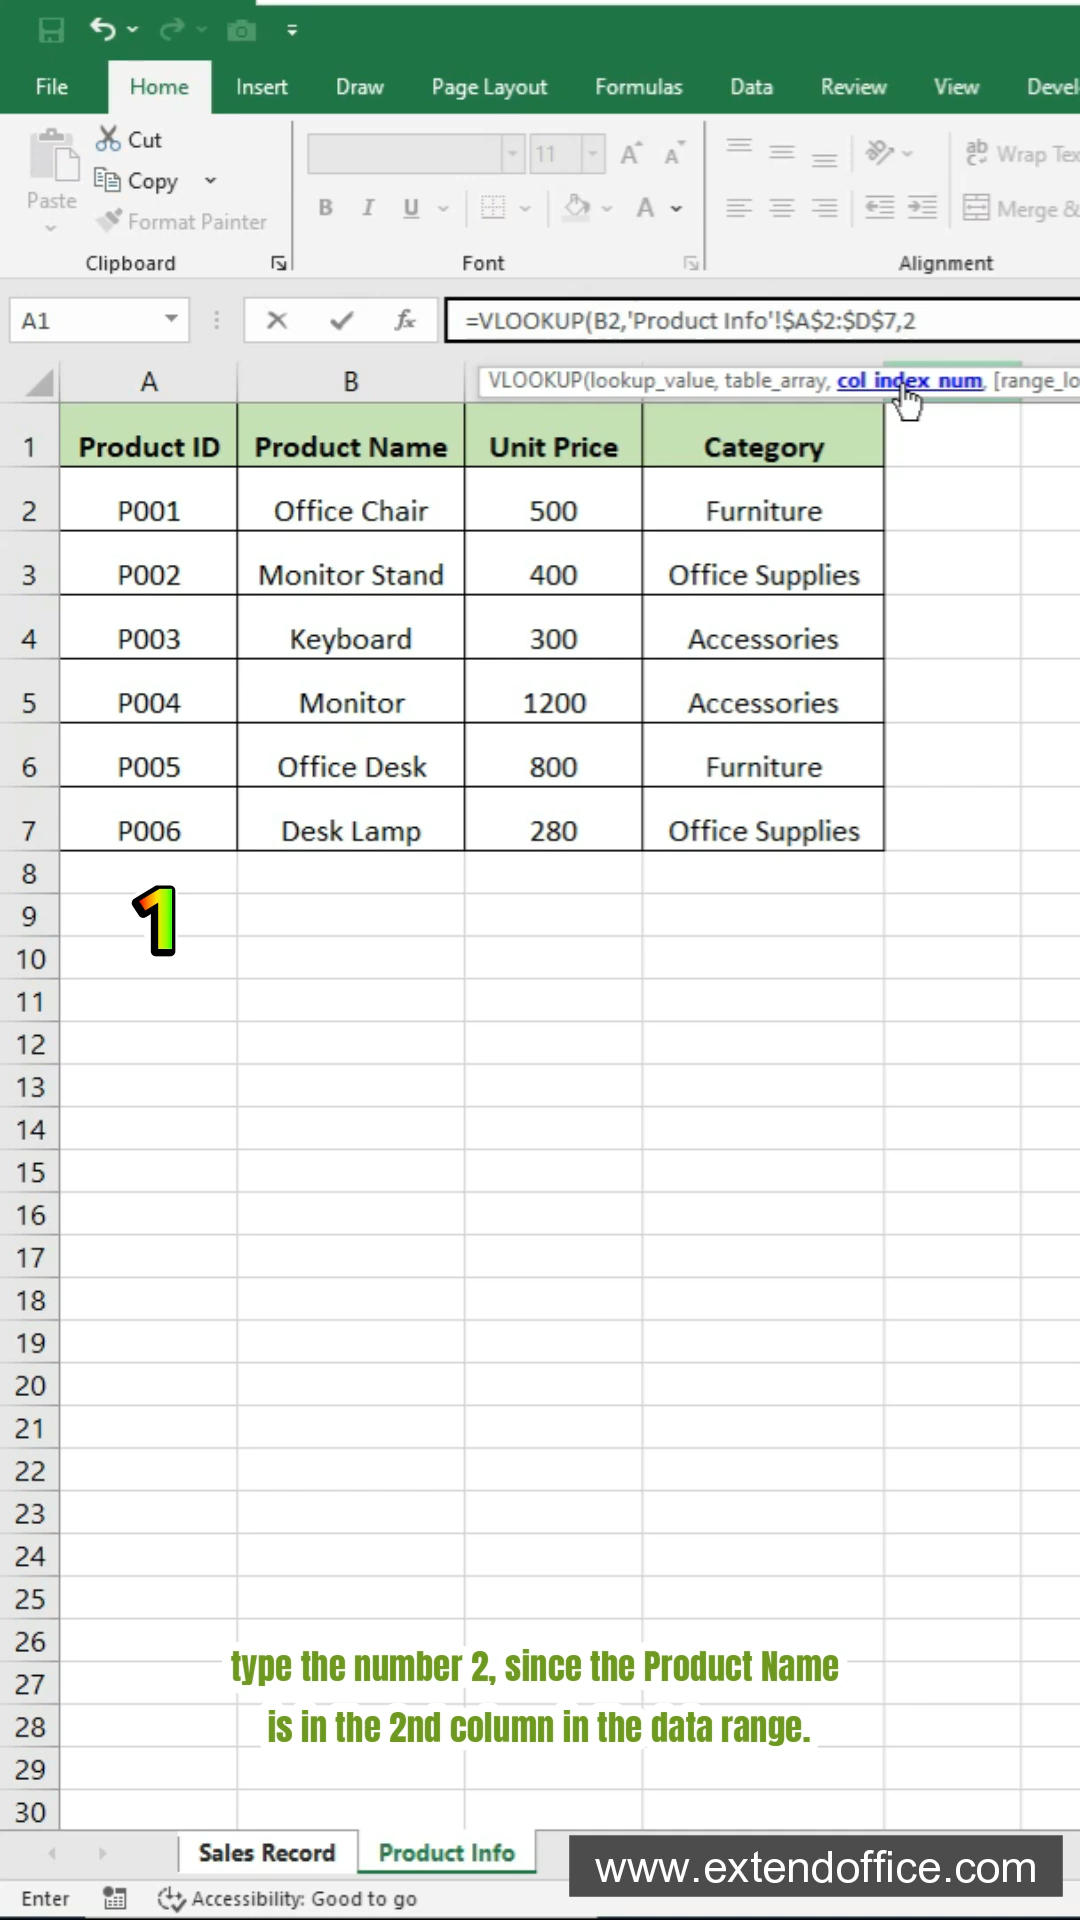 File Home Insert Draw Page Layout Formulas Data Review View Devel
Cut
Copy
Paste
Format Painter
11
A A
ab Wrap Tex
B I U A
Merge &
Clipboard Font Alignment
A1 fx =VLOOKUP(B2,'Product Info'!$A$2:$D$7,2
VLOOKUP(lookup_value, table_array, col_index_num, [range_lo
A B
1 Product ID Product Name Unit Price Category
2 P001 Office Chair 500 Furniture
3 P002 Monitor Stand 400 Office Supplies
4 P003 Keyboard 300 Accessories
5 P004 Monitor 1200 Accessories
6 P005 Office Desk 800 Furniture
7 P006 Desk Lamp 280 Office Supplies
8
9
1
10
11
12
13
14
15
16
17
18
19
20
21
22
23
24
25
26
type the number 2, since the Product Name
27
is in the 2nd column in the data range.
28
29
30
Sales Record Product Info
www.extendoffice.com
Enter Accessibility: Good to go